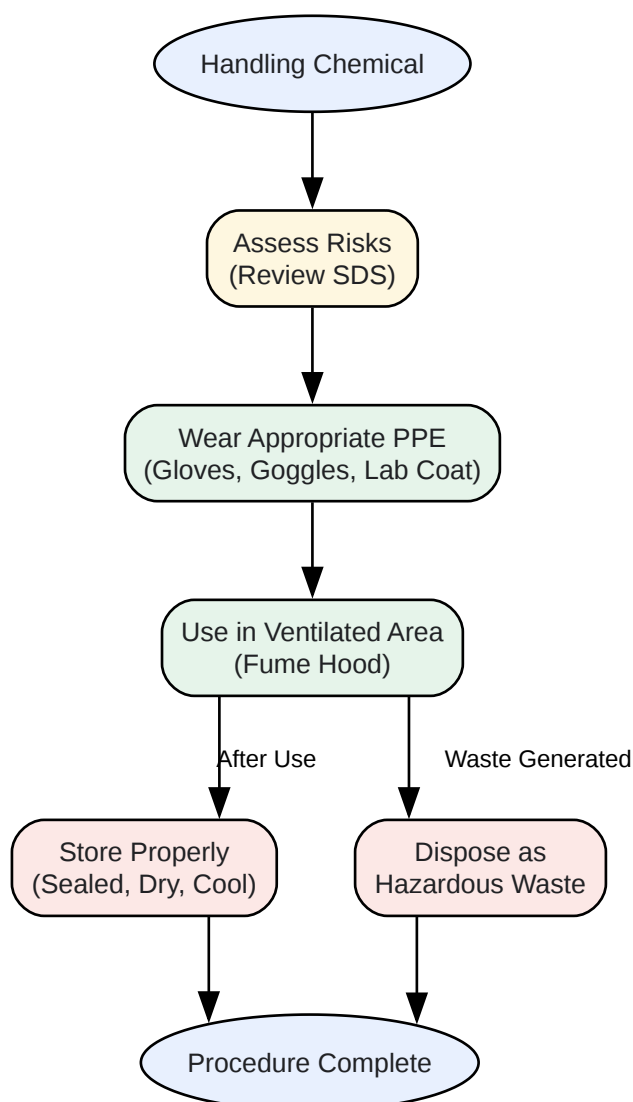 Handling Chemical
Assess Risks
(Review SDS)
Wear Appropriate PPE
(Gloves, Goggles, Lab Coat)
Use in Ventilated Area
(Fume Hood)
After Use
Waste Generated
Store Properly
(Sealed, Dry, Cool)
Dispose as
Hazardous Waste
Procedure Complete